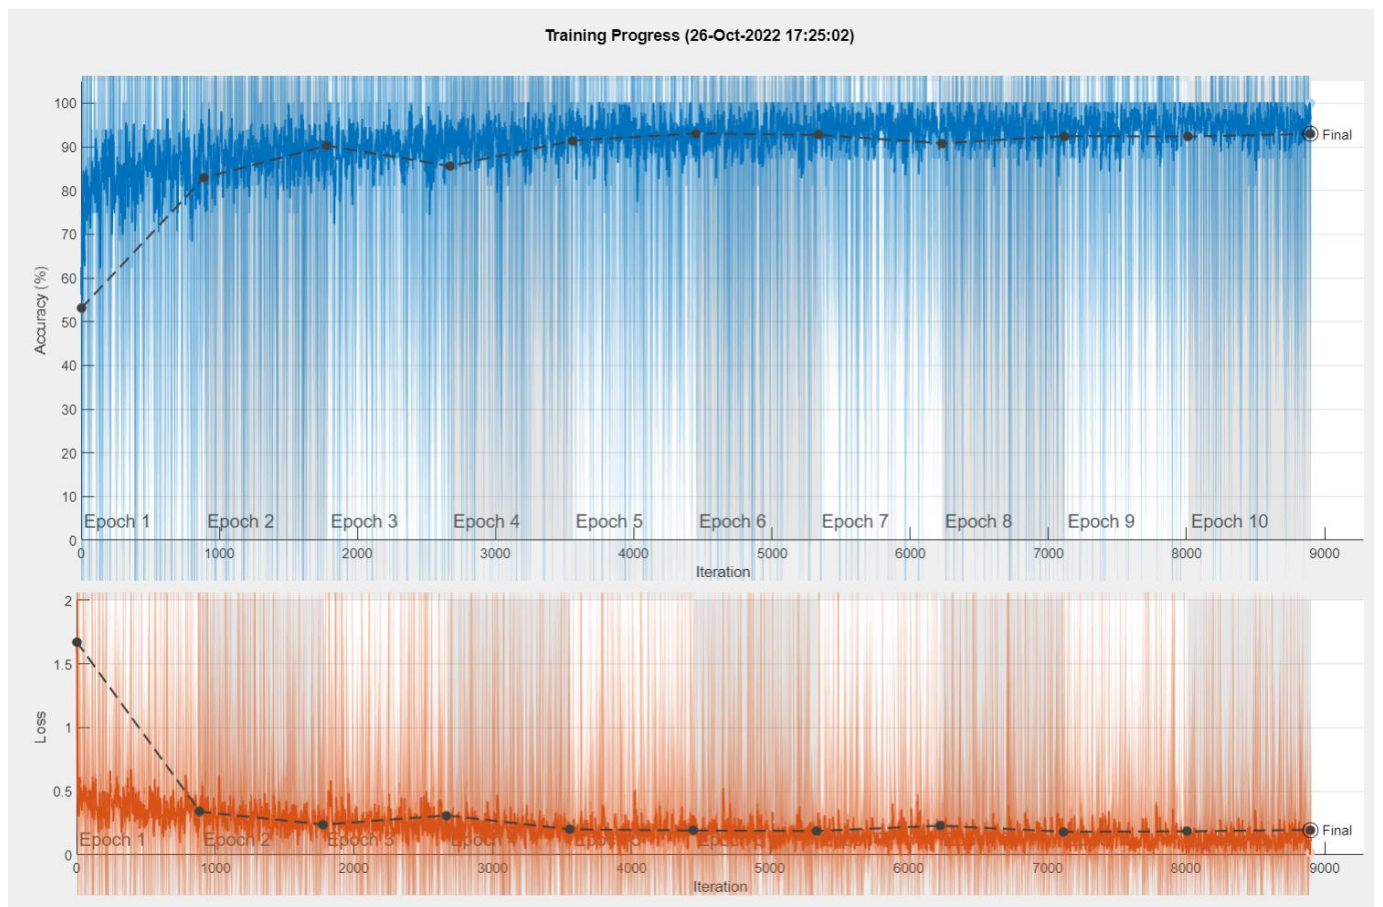 Training Progress (26-Oct-2022 17:25:02)
100
90
80
70
60
50
40
30
20
10
0
Accuracy (%)
Final
Epoch 1 Epoch 2 Epoch 3 Epoch 4 Epoch 5 Epoch 6 Epoch 7 Epoch 8 Epoch 9 Epoch 10
0 1000 2000 3000 4000 5000 6000 7000 8000 9000
Iteration
2
1.5
1
0.5
0
Loss
Final
Epoch 1 Epoch 2 Epoch 3
0 1000 2000 3000 4000 5000 6000 7000 8000 9000
Iteration